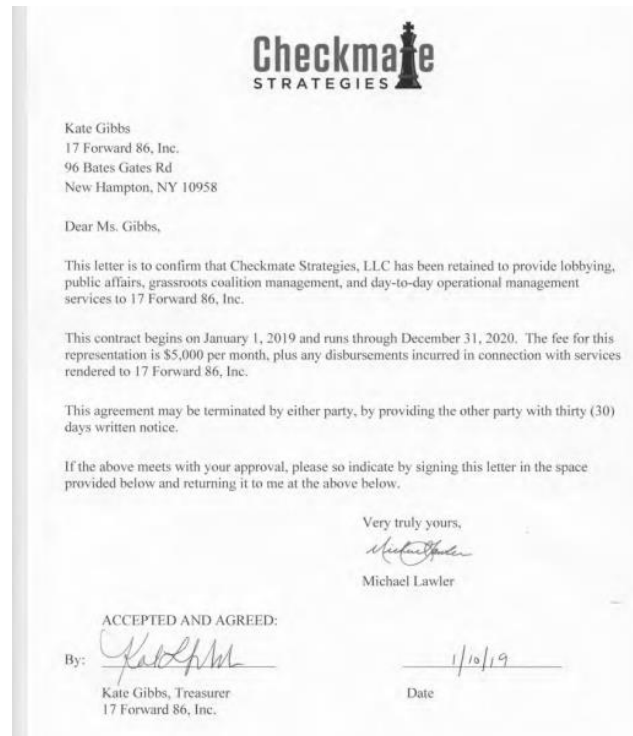 Checkmate
STRATEGIES
Kate Gibbs
17 Forward 86, Inc.
96 Bates Gates Rd
New Hampton, NY 10958
Dear Ms. Gibbs,
This letter is to confirm that Checkmate Strategies, LLC has been retained to provide lobbying,
public affairs, grassroots coalition management, and day-to-day operational management
services to 17 Forward 86, Inc.
This contract begins on January 1, 2019 and runs through December 31, 2020.  The fee for this
representation is $5,000 per month, plus any disbursements incurred in connection with services
rendered to 17 Forward 86, Inc.
This agreement may be terminated by either party, by providing the other party with thirty (30)
days written notice.
If the above meets with your approval, please so indicate by signing this letter in the space
provided below and returning it to me at the above below.
Very truly yours,
Michael Lawler
ACCEPTED AND AGREED:
By: 1/10/19
Kate Gibbs, Treasurer Date
17 Forward 86, Inc.